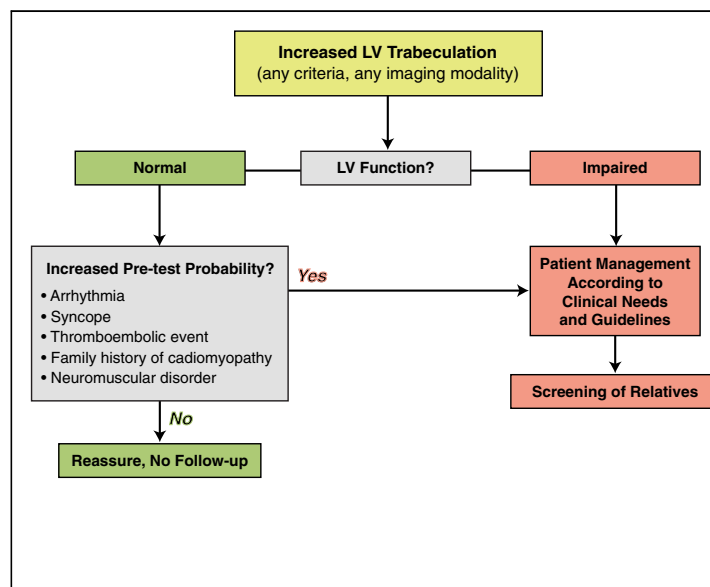 Increased LV Trabeculation
(any criteria, any imaging modality)
Normal
LV Function?
Impaired
Increased Pre-test Probability?
• Arrhythmia
• Syncope
• Thromboembolic event
• Family history of cadiomyopathy
• Neuromuscular disorder
Yes
Patient Management
According to
Clinical Needs
and Guidelines
Screening of Relatives
No
Reassure, No Follow-up